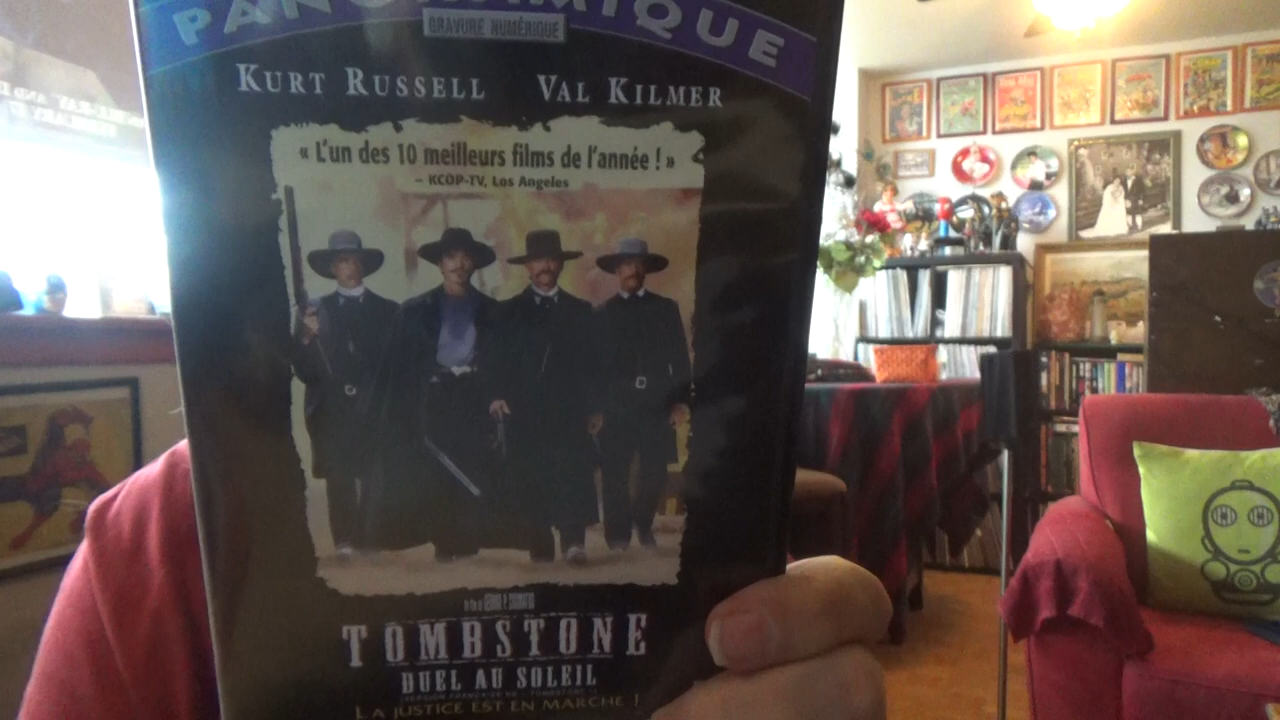 PANORAMIQUE
GRAVURE NUMÉRIQUE
KURT RUSSELL VAL KILMER
« L'un des 10 meilleurs films de l'année ! »
– KCOP-TV, Los Angeles
TOMBSTONE
DUEL AU SOLEIL
LA JUSTICE EST EN MARCHE !